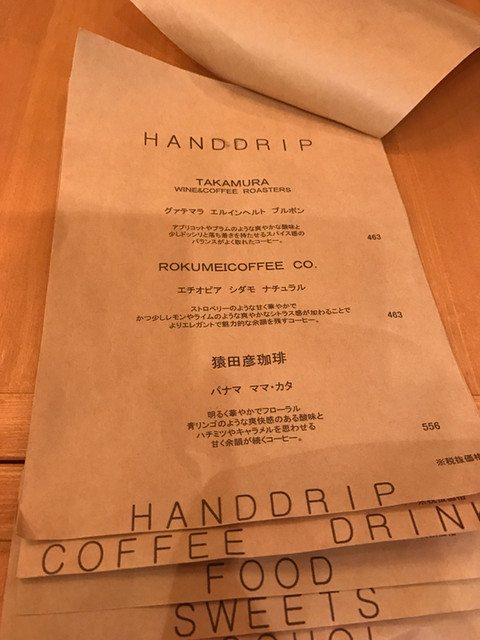 HANDDRIP
TAKAMURA
WINE&COFFEE ROASTERS
グァテマラ エルインヘルト ブルボン
アプリコットやプラムのような爽やかな酸味と
少しドッシリと落ち着きを持たせるスパイス感の
バランスがよく取れたコーヒー。
463
ROKUMEICOFFEE CO.
エチオピア シダモ ナチュラル
ストロベリーのような甘く華やかで
かつ少しレモンやライムのような爽やかなシトラス感が加わることで
よりエレガントで魅力的な余韻を残すコーヒー。
463
猿田彦珈琲
パナマ ママ・カタ
明るく華やかでフローラル
青リンゴのような爽快感のある酸味と
ハチミツやキャラメルを思わせる
甘く余韻が続くコーヒー。
556
※税抜価格
HANDDRIP
COFFEE DRINK
FOOD
SWEETS